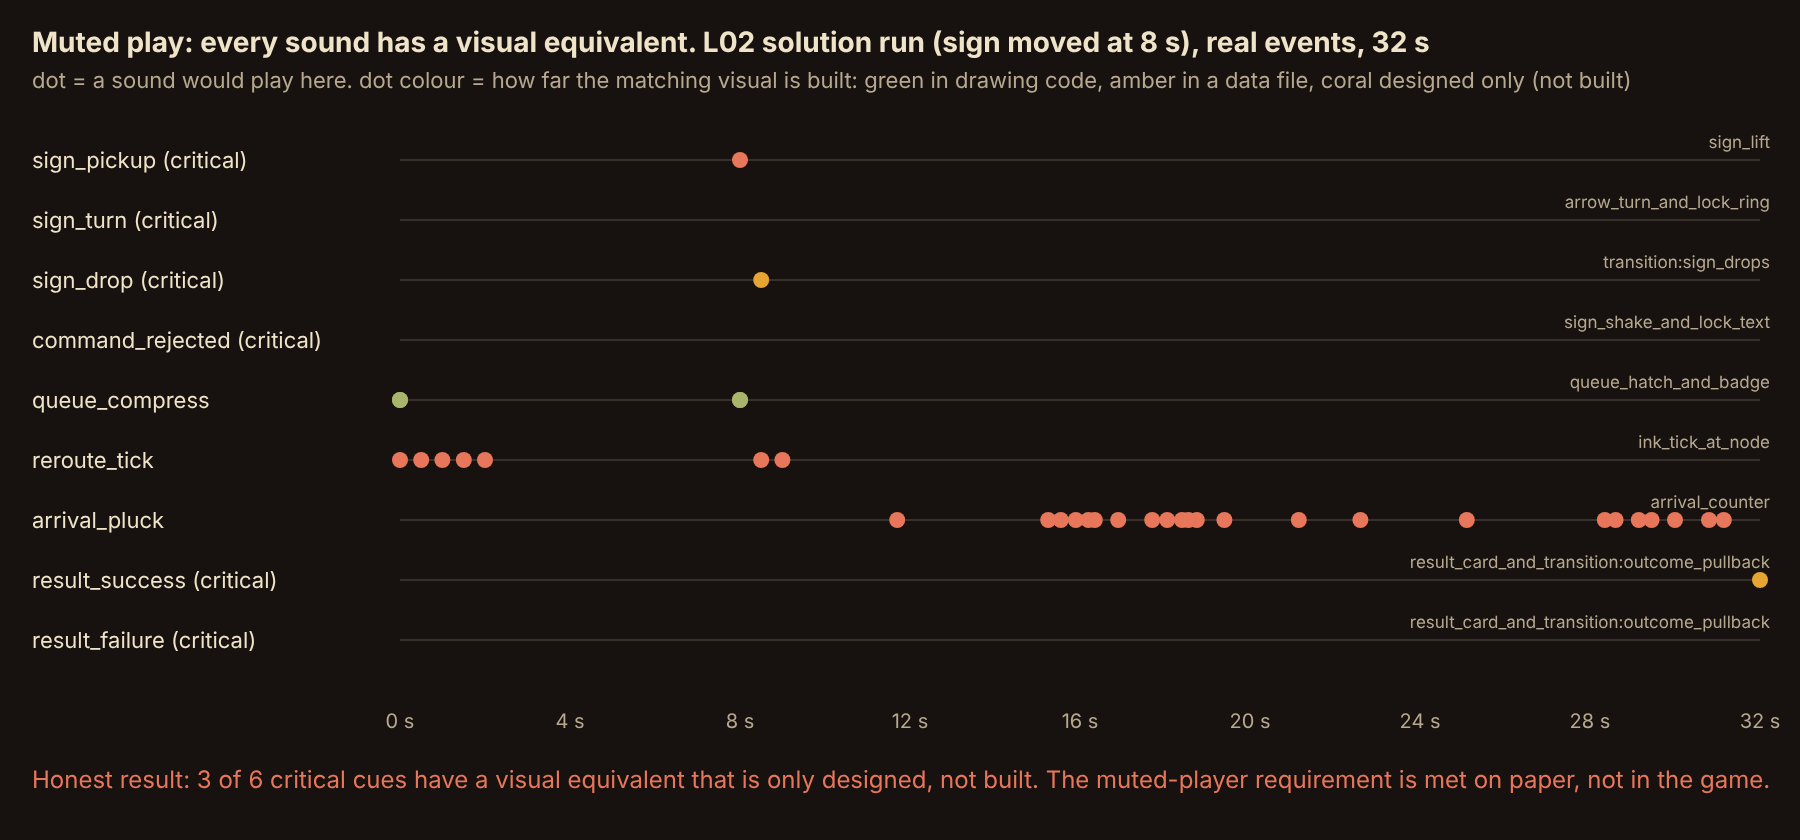 Muted play: every sound has a visual equivalent. L02 solution run (sign moved at 8 s), real events, 32 s
dot = a sound would play here. dot colour = how far the matching visual is built: green in drawing code, amber in a data file, coral designed only (not built)
sign_pickup (critical)
sign_lift
sign_turn (critical)
arrow_turn_and_lock_ring
sign_drop (critical)
transition:sign_drops
command_rejected (critical)
sign_shake_and_lock_text
queue_compress
queue_hatch_and_badge
reroute_tick
ink_tick_at_node
arrival_pluck
arrival_counter
result_success (critical)
result_card_and_transition:outcome_pullback
result_failure (critical)
result_card_and_transition:outcome_pullback
0 s 4 s 8 s 12 s 16 s 20 s 24 s 28 s 32 s
Honest result: 3 of 6 critical cues have a visual equivalent that is only designed, not built. The muted-player requirement is met on paper, not in the game.